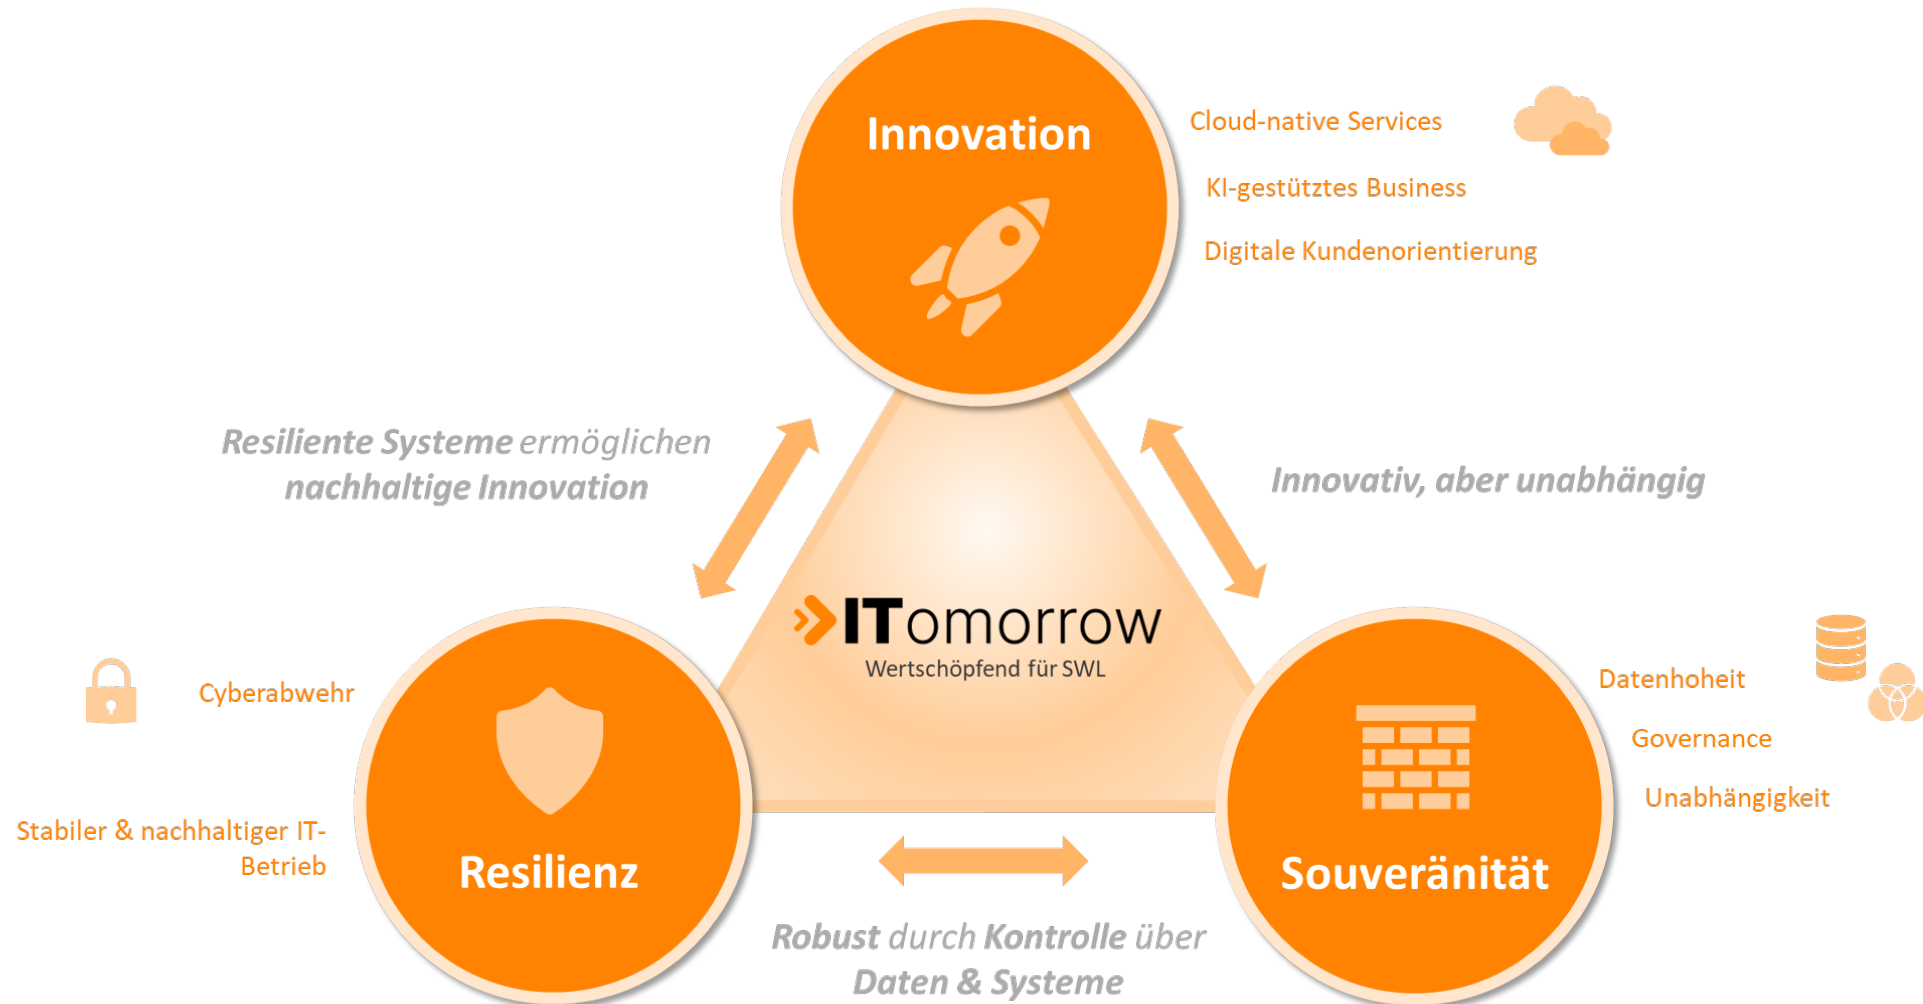 Innovation
Cloud-native Services
KI-gestütztes Business
Digitale Kundenorientierung
Resiliente Systeme ermöglichen
nachhaltige Innovation
Innovativ, aber unabhängig
ITomorrow
Wertschöpfend für SWL
Cyberabwehr
Stabiler & nachhaltiger IT-
Betrieb
Resilienz
Datenhoheit
Governance
Unabhängigkeit
Souveränität
Robust durch Kontrolle über
Daten & Systeme